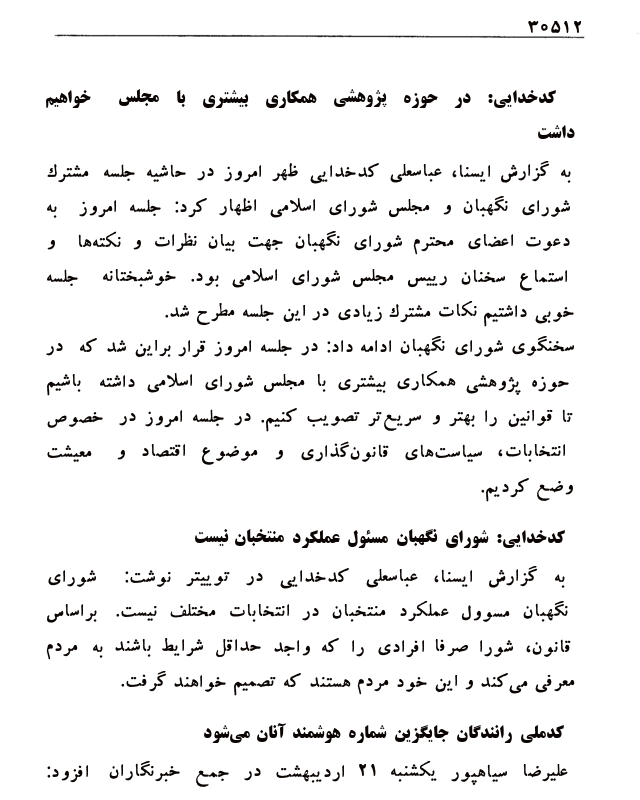 ۳۰۵۱۲
کدخدایی: در حوزه پژوهشی همکاری بیشتری با مجلس خواهیم
داشت
به گزارش ایسنا، عباسعلی کدخدایی ظهر امروز در حاشیه جلسه مشترك
شورای نگهبان و مجلس شورای اسلامی اظهار کرد: جلسه امروز به
دعوت اعضای محترم شورای نگهبان جهت بیان نظرات و نکته‌ها و
استماع سخنان رییس مجلس شورای اسلامی بود. خوشبختانه جلسه
خوبی داشتیم نکات مشترك زیادی در این جلسه مطرح شد.
سخنگوی شورای نگهبان ادامه داد: در جلسه امروز قرار براین شد که در
حوزه پژوهشی همکاری بیشتری با مجلس شورای اسلامی داشته باشیم
تا قوانین را بهتر و سریع‌تر تصویب کنیم. در جلسه امروز در خصوص
انتخابات، سیاست‌های قانون‌گذاری و موضوع اقتصاد و معیشت
وضع کردیم.
کدخدایی: شورای نگهبان مسئول عملکرد منتخبان نیست
به گزارش ایسنا، عباسعلی کدخدایی در توییتر نوشت: شورای
نگهبان مسوول عملکرد منتخبان در انتخابات مختلف نیست. براساس
قانون، شورا صرفا افرادی را که واجد حداقل شرایط باشند به مردم
معرفی می‌کند و این خود مردم هستند که تصمیم خواهند گرفت.
کدملی رانندگان جایگزین شماره هوشمند آنان می‌شود
علیرضا سیاهپور یکشنبه ۲۱ اردیبهشت در جمع خبرنگاران افزود: